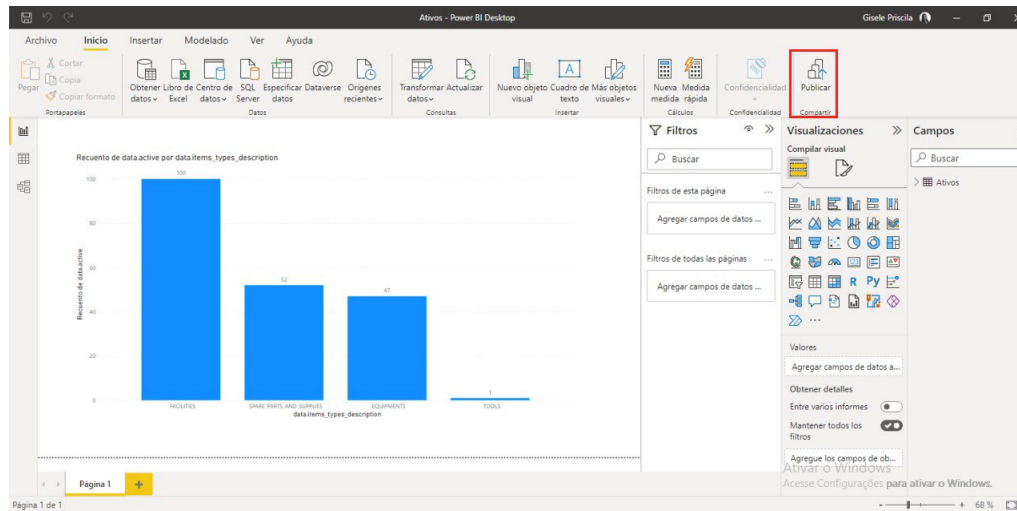 Ativos - Power BI Desktop
Gisele Priscila
Archivo Inicio Insertar Modelado Ver Ayuda
Pegar
Cortar
Copia
Copiar formato
Portapapeles
Obtener datos
Libro de Excel
Centro de datos
SQL Server
Especificar datos
Dataverse
Orígenes recientes
Datos
Transformar datos
Actualizar
Consultas
Nuevo objeto visual
Cuadro de texto
Más objetos visuales
Insertar
Nueva medida
Medida rápida
Cálculos
Confidencialidad
Confidencialidad
Publicar
Compartir
Recuento de data.active por data.items_types_description
Recuento de data.active
100
80
60
40
20
0
100
52
47
1
FACILITIES
SPARE PARTS AND SUPPLIES
EQUIPMENTS
TOOLS
data.items_types_description
Filtros
Buscar
Filtros de esta página ...
Agregar campos de datos ...
Filtros de todas las páginas ...
Agregar campos de datos ...
Visualizaciones
Compilar visual
R Py
...
Valores
Agregar campos de datos a...
Obtener detalles
Entre varios informes
Mantener todos los
filtros
Agregue los campos de ob...
Campos
Buscar
Ativos
Ativar o Windows
Acesse Configurações para ativar o Windows.
Página 1
+
Página 1 de 1
- + 68 %